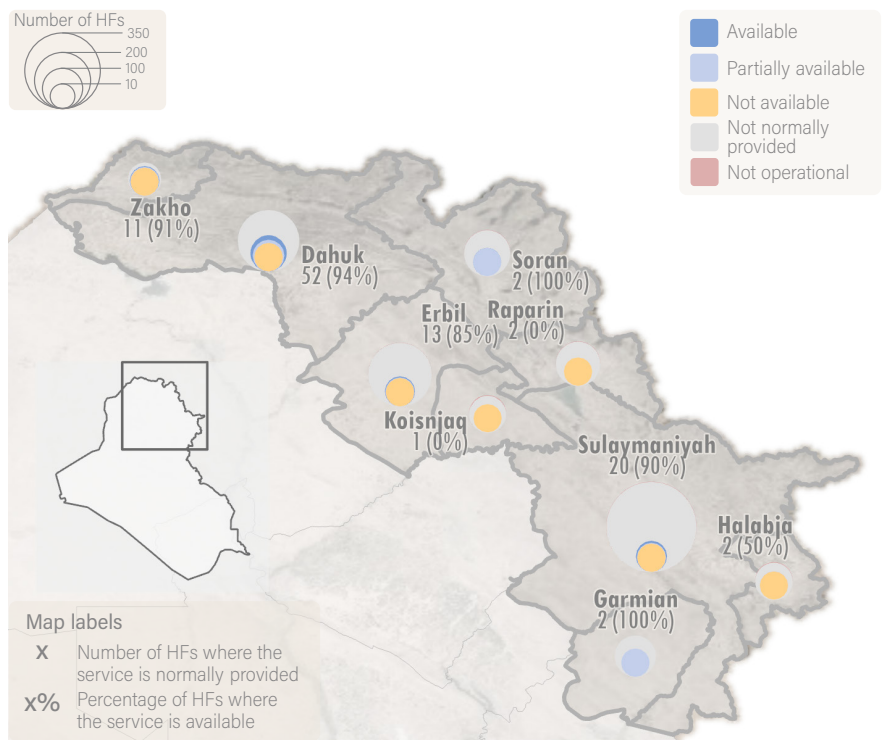 Number of HFs
350
200
100
10
Available
Partially available
Not available
Not normally
provided
Not operational
Zakho
11 (91%)
Dahuk
52 (94%)
Soran
2 (100%)
Erbil
13 (85%)
Raparin
2 (0%)
Koisnjaq
1 (0%)
Sulaymaniyah
20 (90%)
Halabja
2 (50%)
Garmian
2 (100%)
Map labels
x Number of HFs where the
service is normally provided
x% Percentage of HFs where
the service is available